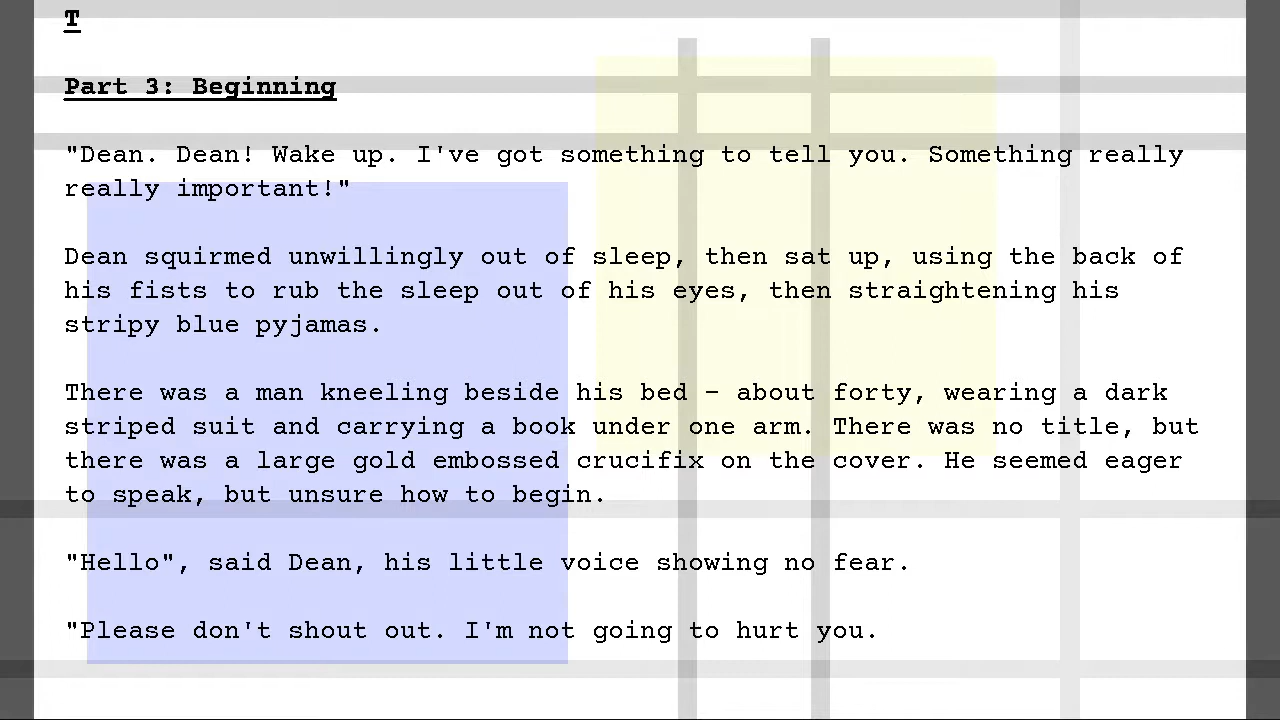 T
Part 3: Beginning
"Dean. Dean! Wake up. I've got something to tell you. Something really
really important!"
Dean squirmed unwillingly out of sleep, then sat up, using the back of
his fists to rub the sleep out of his eyes, then straightening his
stripy blue pyjamas.
There was a man kneeling beside his bed – about forty, wearing a dark
striped suit and carrying a book under one arm. There was no title, but
there was a large gold embossed crucifix on the cover. He seemed eager
to speak, but unsure how to begin.
"Hello", said Dean, his little voice showing no fear.
"Please don't shout out. I'm not going to hurt you.